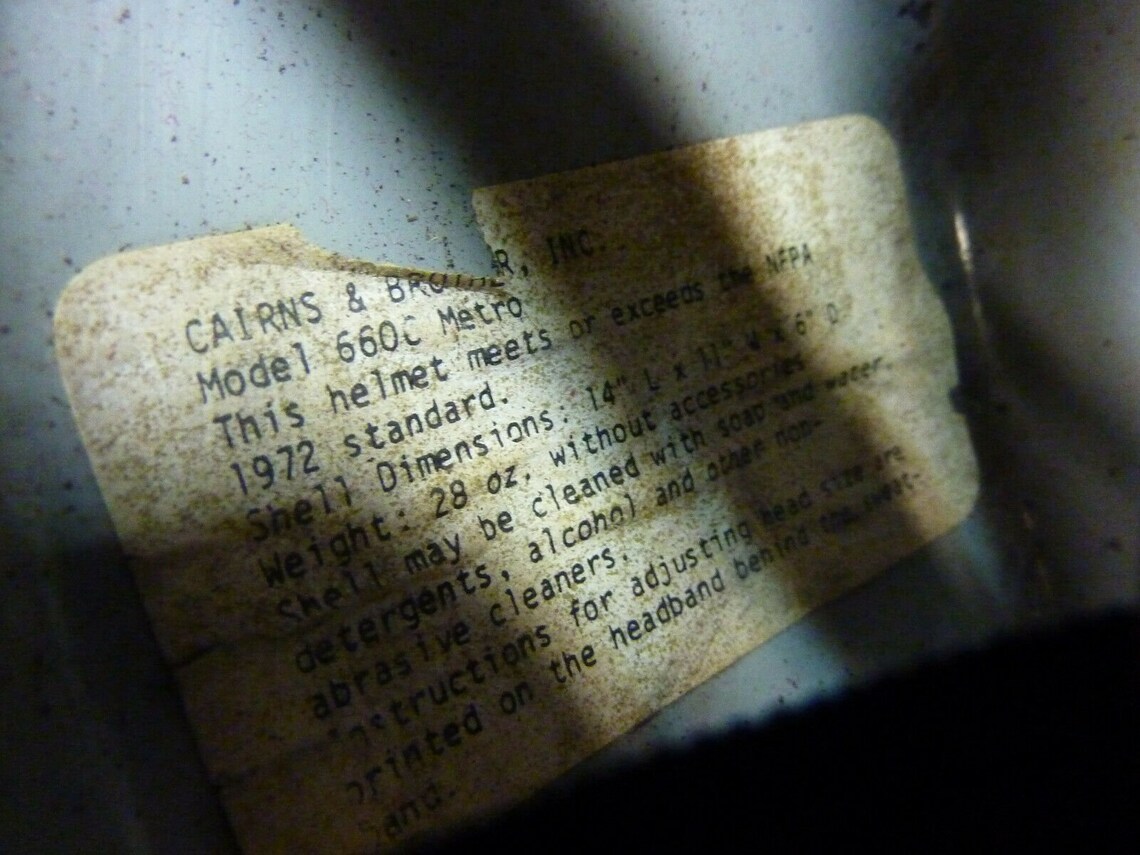 CAIRNS & BROTHER, INC.
Model 660C Metro
This helmet meets or exceeds the NFPA
1972 standard.
Shell Dimensions: 14" L x 11" W x 6" D
Weight: 28 oz. without accessories
Shell may be cleaned with soap and water,
detergents, alcohol and other non-
abrasive cleaners.
Instructions for adjusting head size are
printed on the headband behind the sweat-
band.